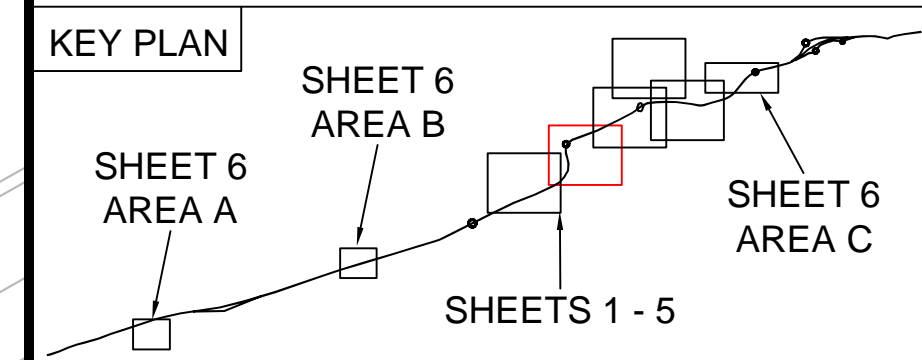 KEY PLAN
SHEET 6
AREA B
SHEET 6
AREA A
SHEET 6
AREA C
SHEETS 1 - 5